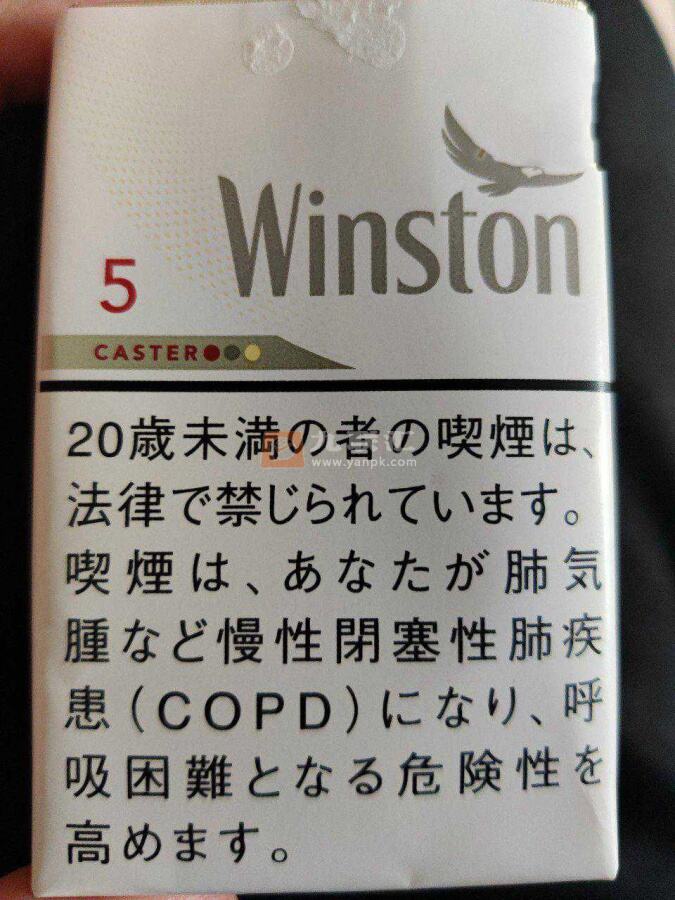 Winston
5
CASTER
20歳未満の者の喫煙は、
法律で禁じられています。
喫煙は、あなたが肺気
腫など慢性閉塞性肺疾
患(COPD)になり、呼
吸困難となる危険性を
高めます。
www.yanpk.com